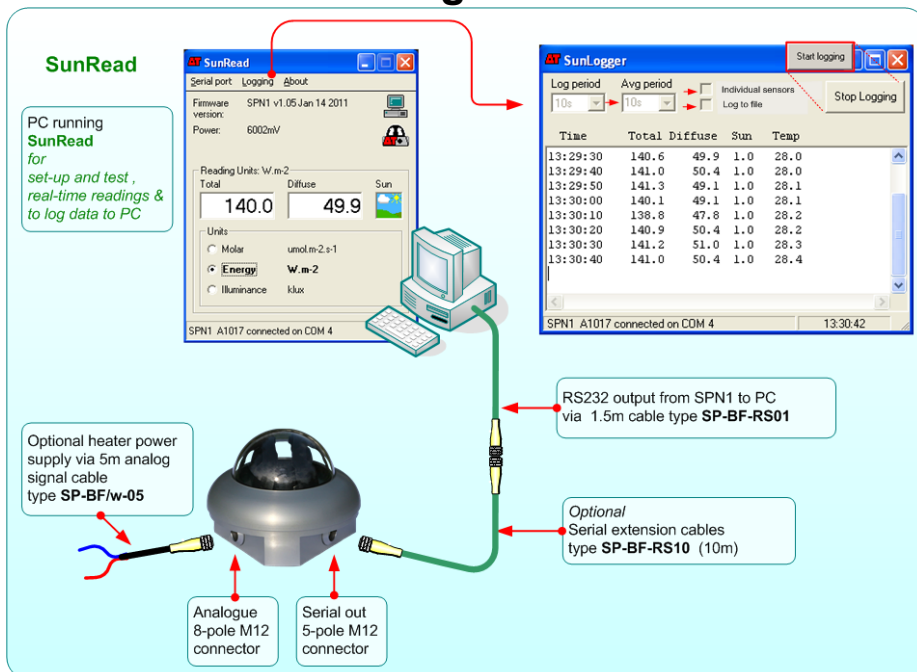 SunRead
PC running
SunRead
for
set-up and test ,
real-time readings &
to log data to PC
SunRead
Serial port Logging About
Firmware version: SPN1 v1.05 Jan 14 2011
Power: 6002mV
Reading Units: W.m-2
Total Diffuse Sun
140.0 49.9
Units
Molar umol.m-2.s-1
Energy W.m-2
Illuminance klux
SPN1 A1017 connected on COM 4
SunLogger
Start logging
Log period Avg period Individual sensors
10s 10s Log to file
Stop Logging
Time Total Diffuse Sun Temp
13:29:30 140.6 49.9 1.0 28.0
13:29:40 141.0 50.4 1.0 28.0
13:29:50 141.3 49.1 1.0 28.1
13:30:00 140.1 49.1 1.0 28.1
13:30:10 138.8 47.8 1.0 28.2
13:30:20 140.9 50.4 1.0 28.2
13:30:30 141.2 51.0 1.0 28.3
13:30:40 141.0 50.4 1.0 28.4
SPN1 A1017 connected on COM 4 13:30:42
RS232 output from SPN1 to PC
via 1.5m cable type SP-BF-RS01
Optional heater power
supply via 5m analog
signal cable
type SP-BF/w-05
Optional
Serial extension cables
type SP-BF-RS10 (10m)
Analogue
8-pole M12
connector
Serial out
5-pole M12
connector